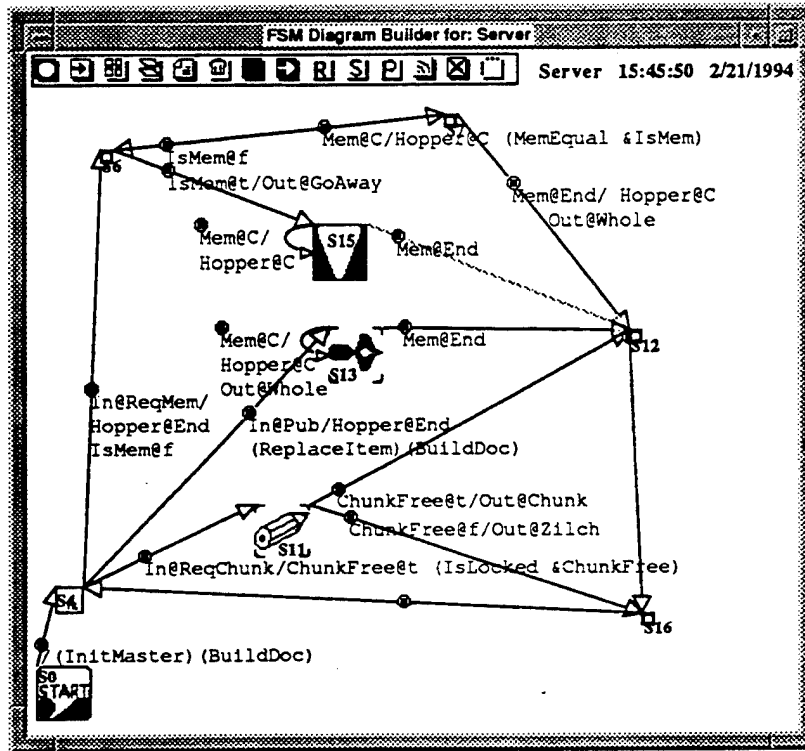 FSM Diagram Builder for: Server
R S P
Server 15:45:50 2/21/1994
Mem@C/Hopper@C (MemEqual &IsMem)
S6
IsMem@f
IsMem@t/Out@GoAway
Mem@End/ Hopper@C
Out@Whole
Mem@C/
Hopper@C
S15
Mem@End
Mem@C/
Hopper@C
Out@Whole
S13
Mem@End
S12
In@ReqMem/
Hopper@End
IsMem@f
In@Pub/Hopper@End
(ReplaceItem)(BuildDoc)
ChunkFree@t/Out@Chunk
ChunkFree@f/Out@Zilch
S11
In@ReqChunk/ChunkFree@t (IsLocked &ChunkFree)
S4
S16
/(InitMaster)(BuildDoc)
S0
START